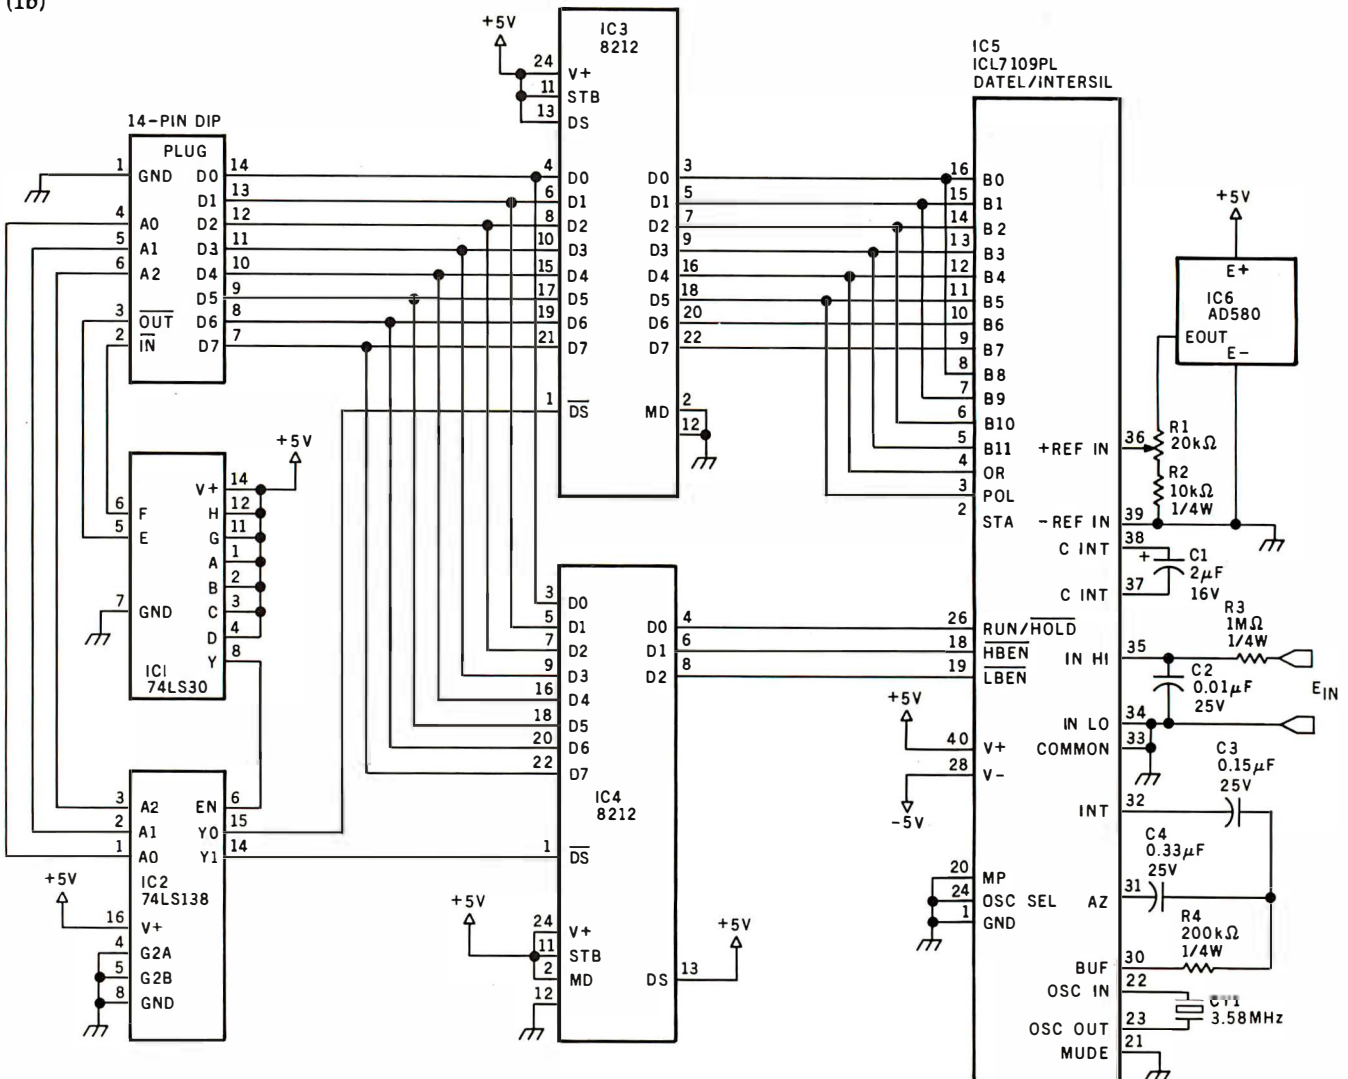 (1b)
+5V
IC3
8212
24 V+
11 STB
13 DS
4 D0 D0 3
6 D1 D1 5
8 D2 D2 7
10 D3 D3 9
15 D4 D4 16
17 D5 D5 18
19 D6 D6 20
21 D7 D7 22
1 DS MD 2
12
14-PIN DIP
PLUG
1 GND D0 14
D1 13
4 A0 D2 12
5 A1 D3 11
6 A2 D4 10
D5 9
3 OUT D6 8
2 IN D7 7
+5V
V+ 14
6 F H 12
5 E G 11
A 1
B 2
7 GND C 3
D 4
Y 8
IC1
74LS30
3 A2 EN 6
2 A1 Y0 15
1 A0 Y1 14
IC2
74LS138
+5V
16 V+
4 G2A
5 G2B
8 GND
3 D0 D0 4
5 D1 D1 6
7 D2 D2 8
9 D3
16 D4
18 D5
20 D6
22 D7
IC4
8212
1 DS
+5V
24 V+
11 STB
2 MD DS 13
12
+5V
IC5
ICL7109PL
DATEL/INTERSIL
16 B0
15 B1
14 B2
13 B3
12 B4
11 B5
10 B6
9 B7
8 B8
7 B9
6 B10
5 B11
4 OR
3 POL
2 STA
26 RUN/HOLD
18 HBEN
19 LBEN
+5V
40 V+
28 V-
-5V
20 MP
24 OSC SEL
1 GND
+REF IN 36
-REF IN 39
C INT 38
C INT 37
IN HI 35
IN LO 34
COMMON 33
INT 32
AZ 31
BUF 30
OSC IN 22
OSC OUT 23
MUDE 21
+5V
E+
IC6
AD580
EOUT
E-
R1
20kΩ
R2
10kΩ
1/4W
+ C1
2μF
16V
R3
1MΩ
1/4W
C2
0.01μF
25V
EIN
C3
0.15μF
25V
C4
0.33μF
25V
R4
200kΩ
1/4W
3.58MHz